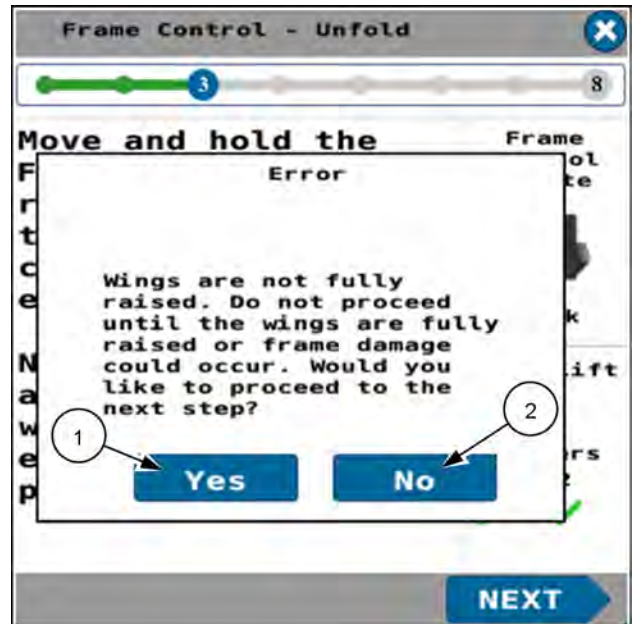 Frame Control - Unfold
3
8
Move and hold the
Frame
Error
Wings are not fully
raised. Do not proceed
until the wings are fully
raised or frame damage
could occur. Would you
like to proceed to the
next step?
1
2
Yes
No
NEXT